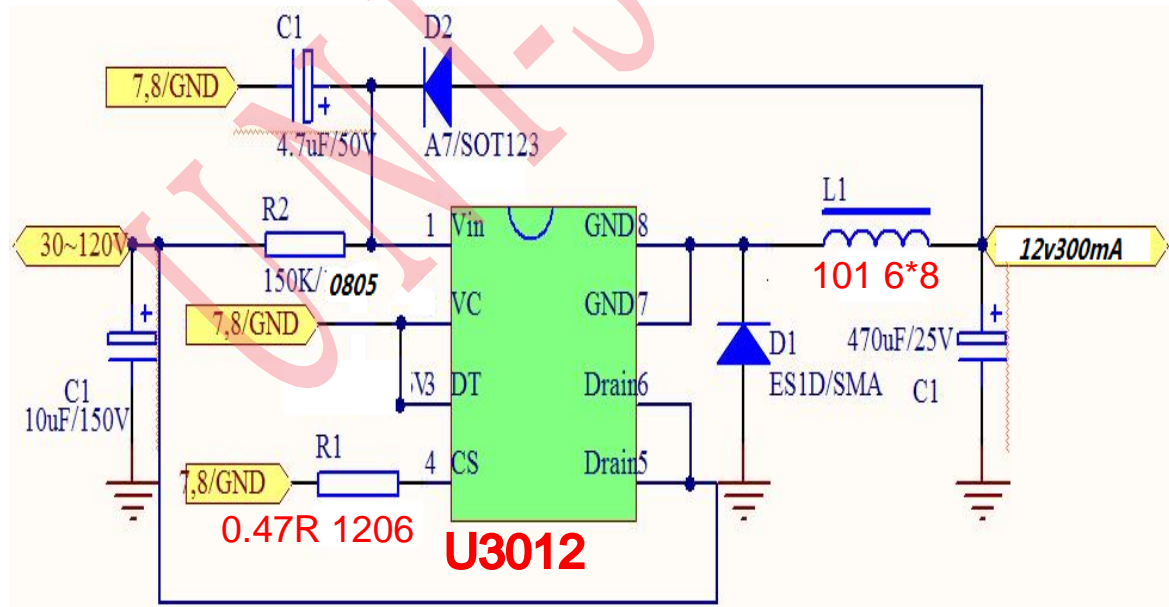 C1
D2
7,8/GND
+
4.7uF/50V
A7/SOT123
L1
R2
1
Vin
GND
8
30~120V
12v300mA
150K/ 0805
101 6*8
VC
GND
7
7,8/GND
+
+
D1
470uF/25V
V3
DT
Drain
6
ES1D/SMA
C1
C1
10uF/150V
R1
4
CS
Drain
5
7,8/GND
0.47R 1206
U3012